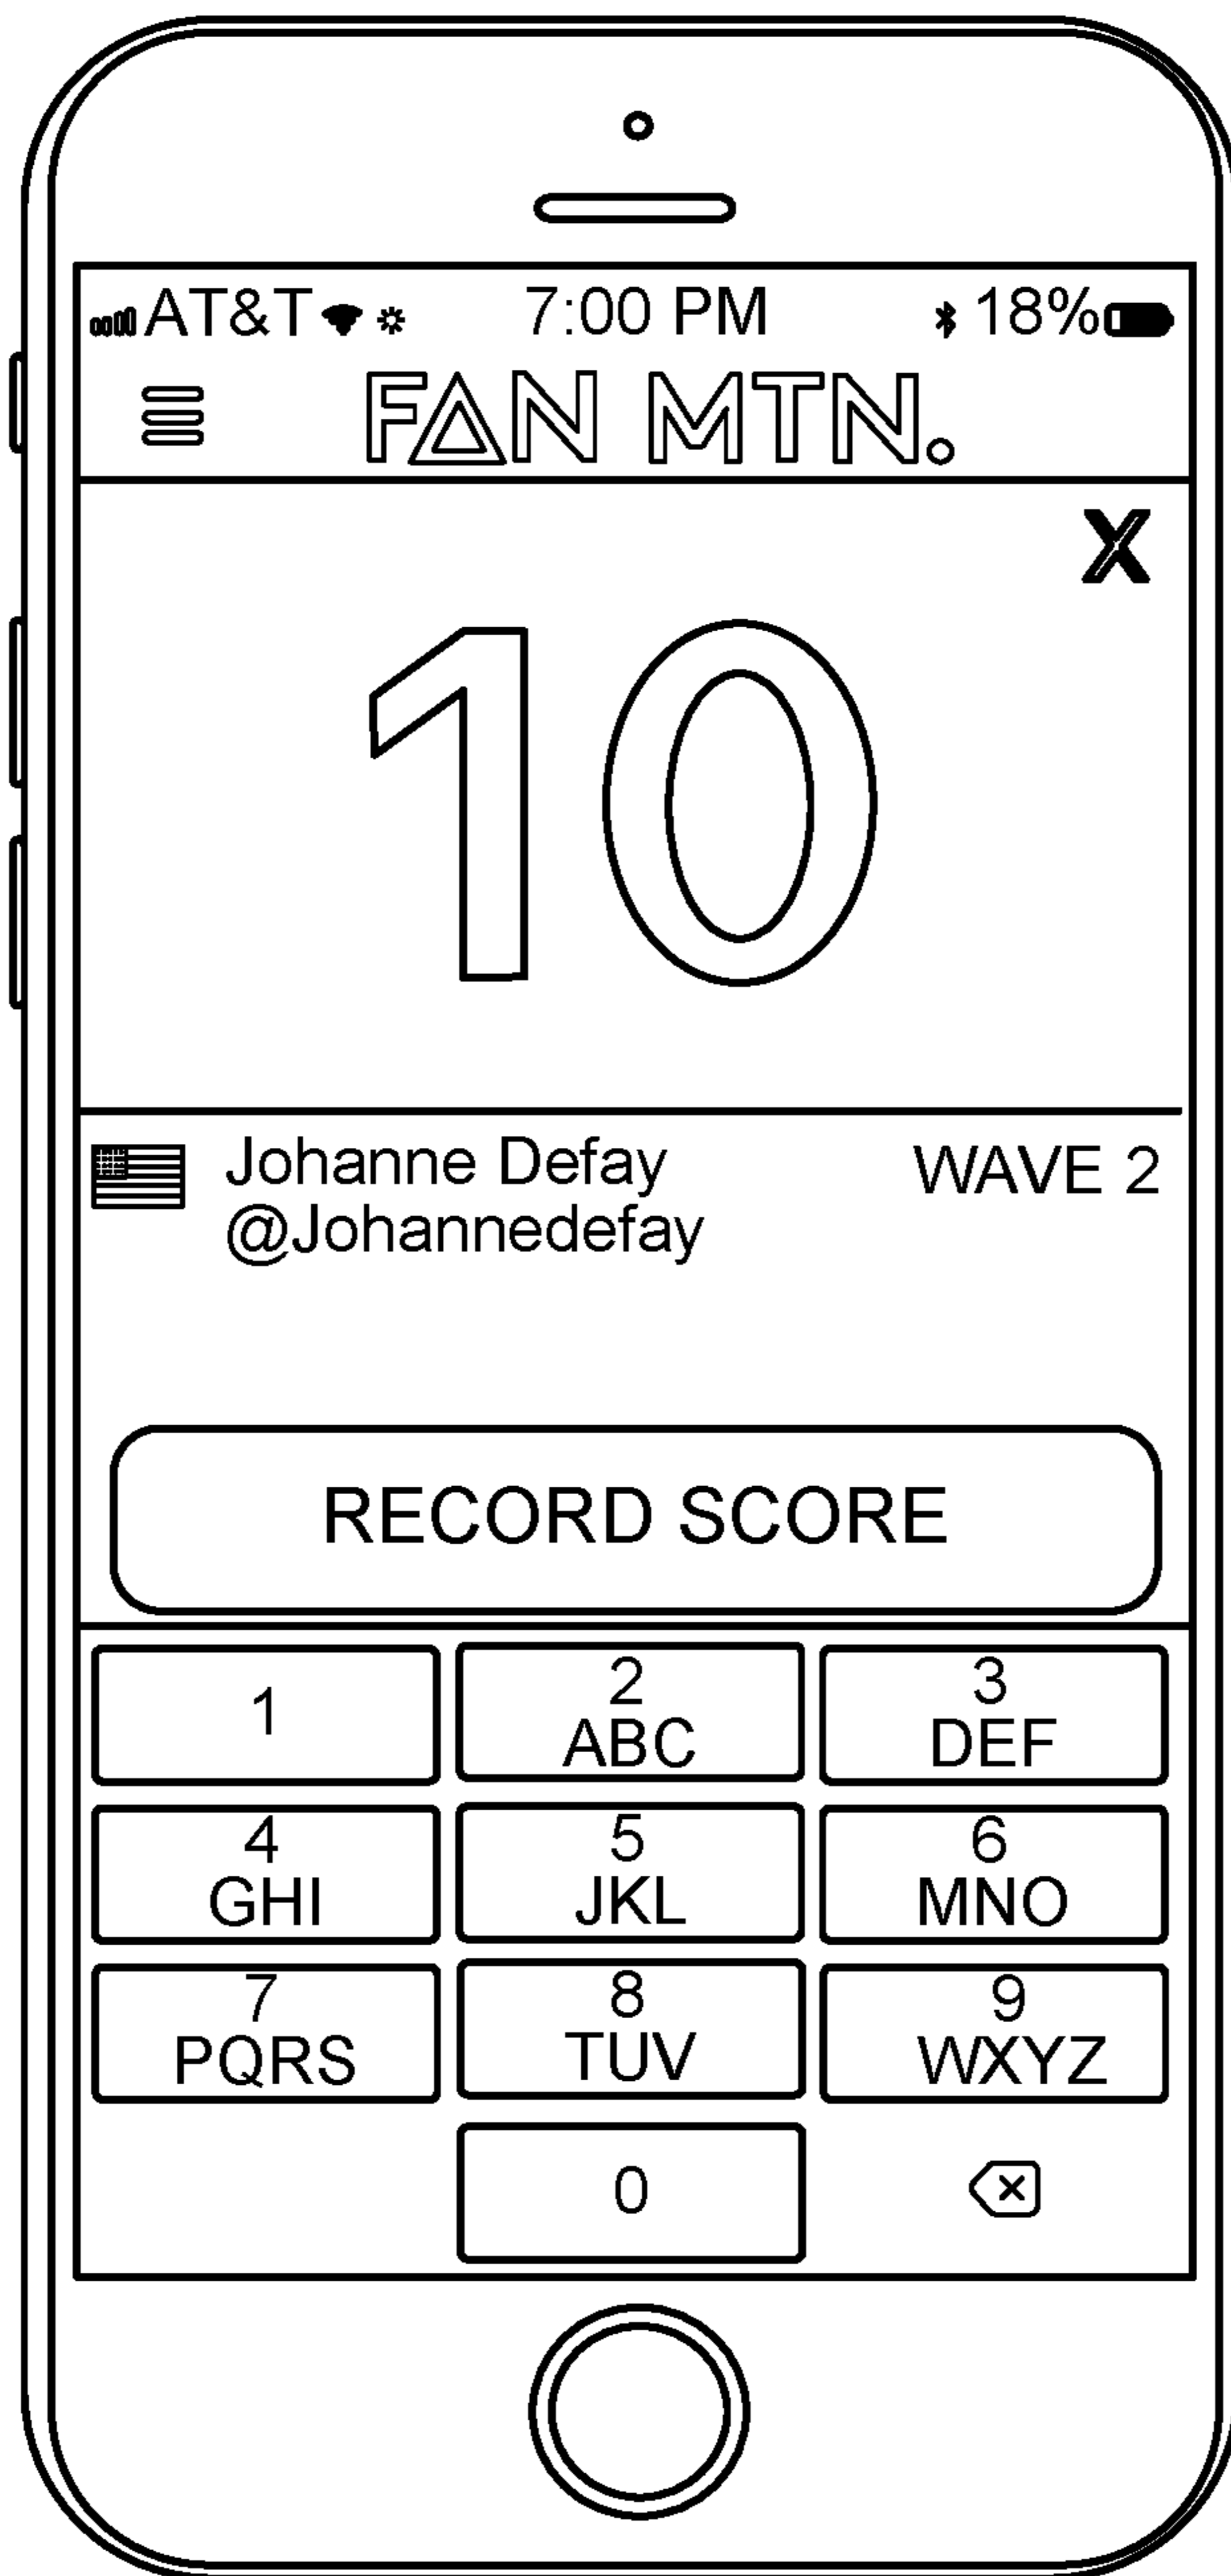 AT&T 7:00 PM 18%
FAN MTN.
X
10
Johanne Defay WAVE 2
@Johannedefay
RECORD SCORE
1 2 3
ABC DEF
4 5 6
GHI JKL MNO
7 8 9
PQRS TUV WXYZ
0